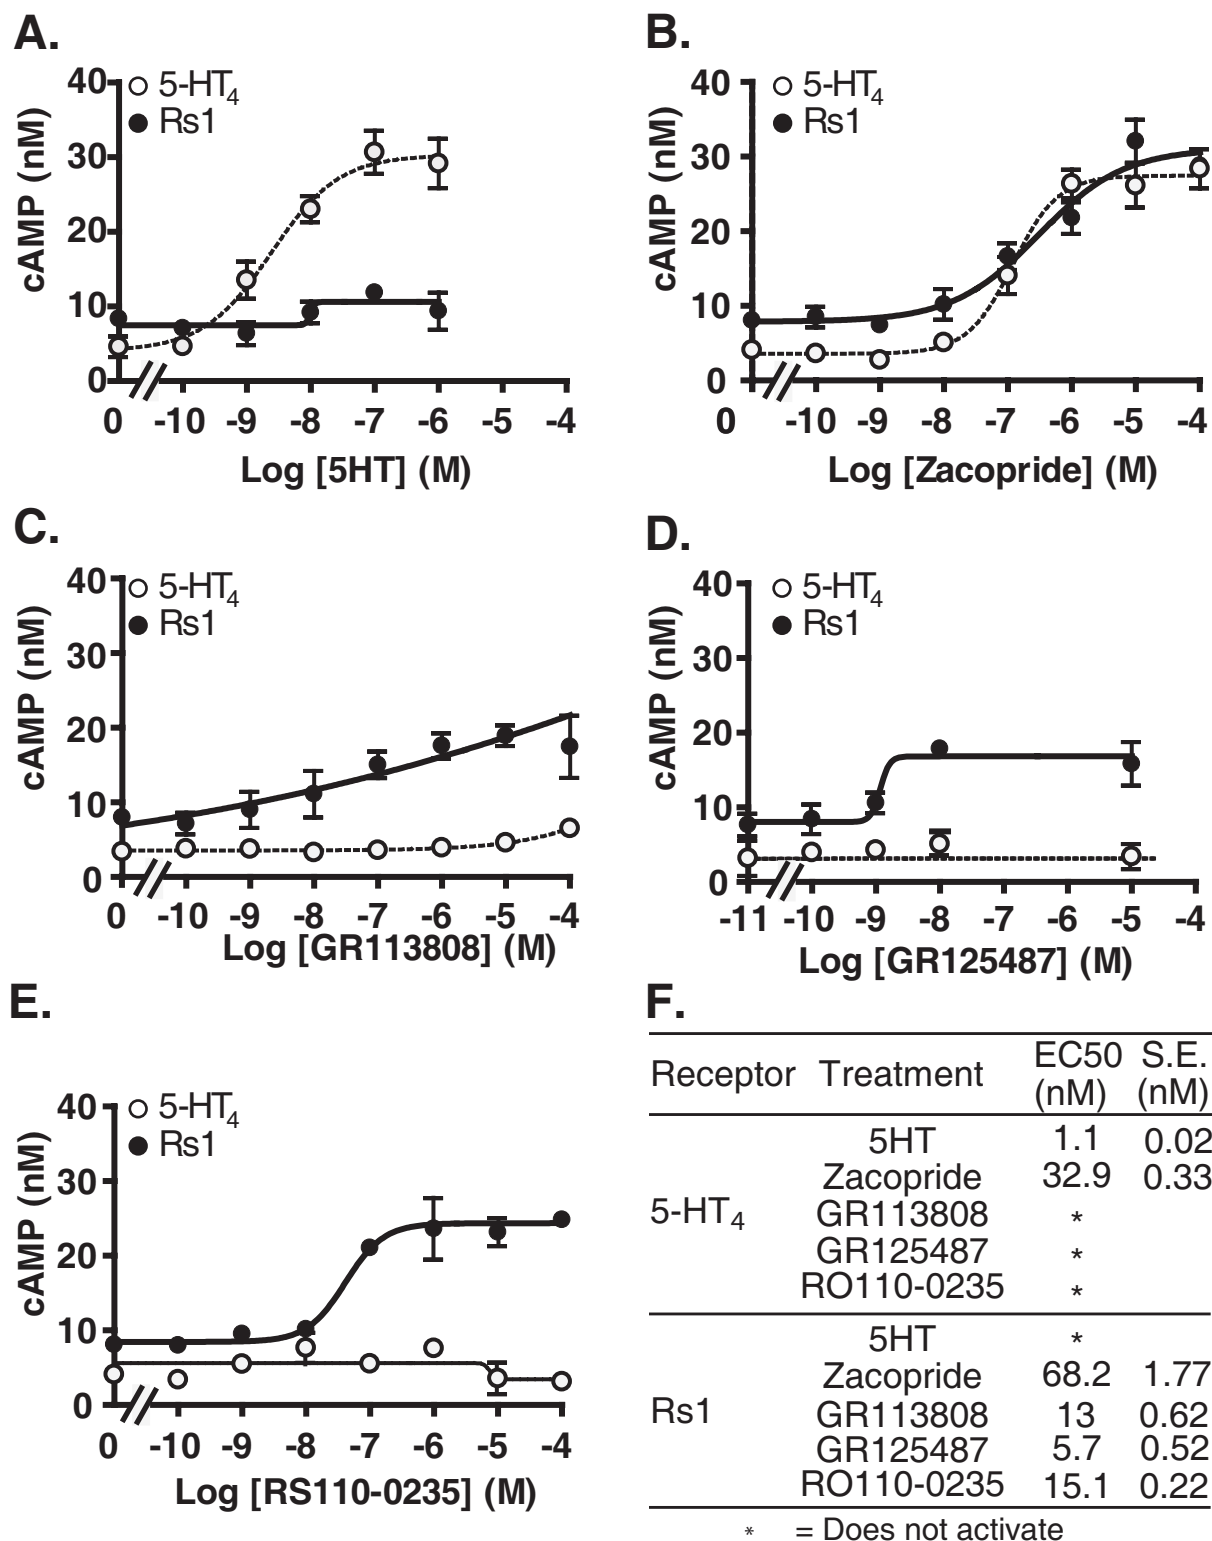 A.
40
30
20
10
0
cAMP (nM)
5-HT4
Rs1
0 -10 -9 -8 -7 -6 -5 -4
Log [5HT] (M)
B.
40
30
20
10
0
cAMP (nM)
5-HT4
Rs1
0 -10 -9 -8 -7 -6 -5 -4
Log [Zacopride] (M)
C.
40
30
20
10
0
cAMP (nM)
5-HT4
Rs1
0 -10 -9 -8 -7 -6 -5 -4
Log [GR113808] (M)
D.
40
30
20
10
0
cAMP (nM)
5-HT4
Rs1
-11 -10 -9 -8 -7 -6 -5 -4
Log [GR125487] (M)
E.
40
30
20
10
0
cAMP (nM)
5-HT4
Rs1
0 -10 -9 -8 -7 -6 -5 -4
Log [RS110-0235] (M)
F.
Receptor Treatment EC50 (nM) S.E. (nM)
5HT 1.1 0.02
Zacopride 32.9 0.33
5-HT4 GR113808 *
GR125487 *
RO110-0235 *
5HT *
Zacopride 68.2 1.77
Rs1 GR113808 13 0.62
GR125487 5.7 0.52
RO110-0235 15.1 0.22
* = Does not activate